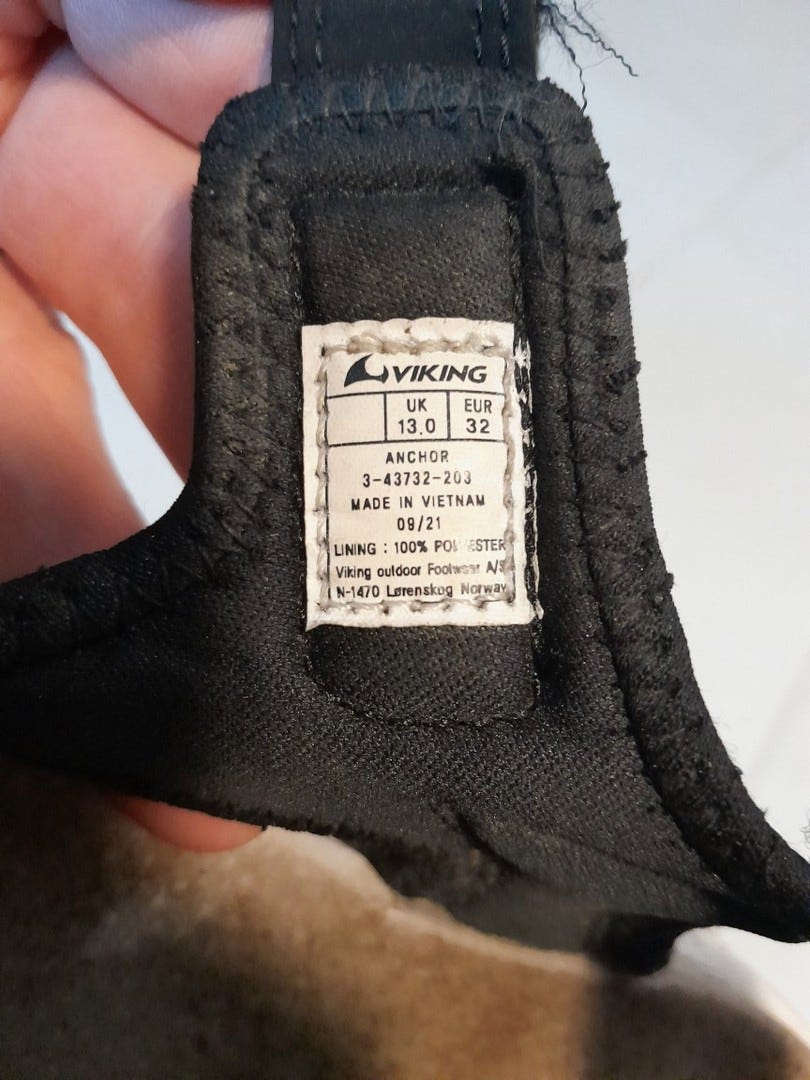 VIKING
UK EUR
13.0 32
ANCHOR
3-43732-203
MADE IN VIETNAM
09/21
LINING : 100% POLYESTER
Viking outdoor Footwear A/S
N-1470 Lørenskog Norway